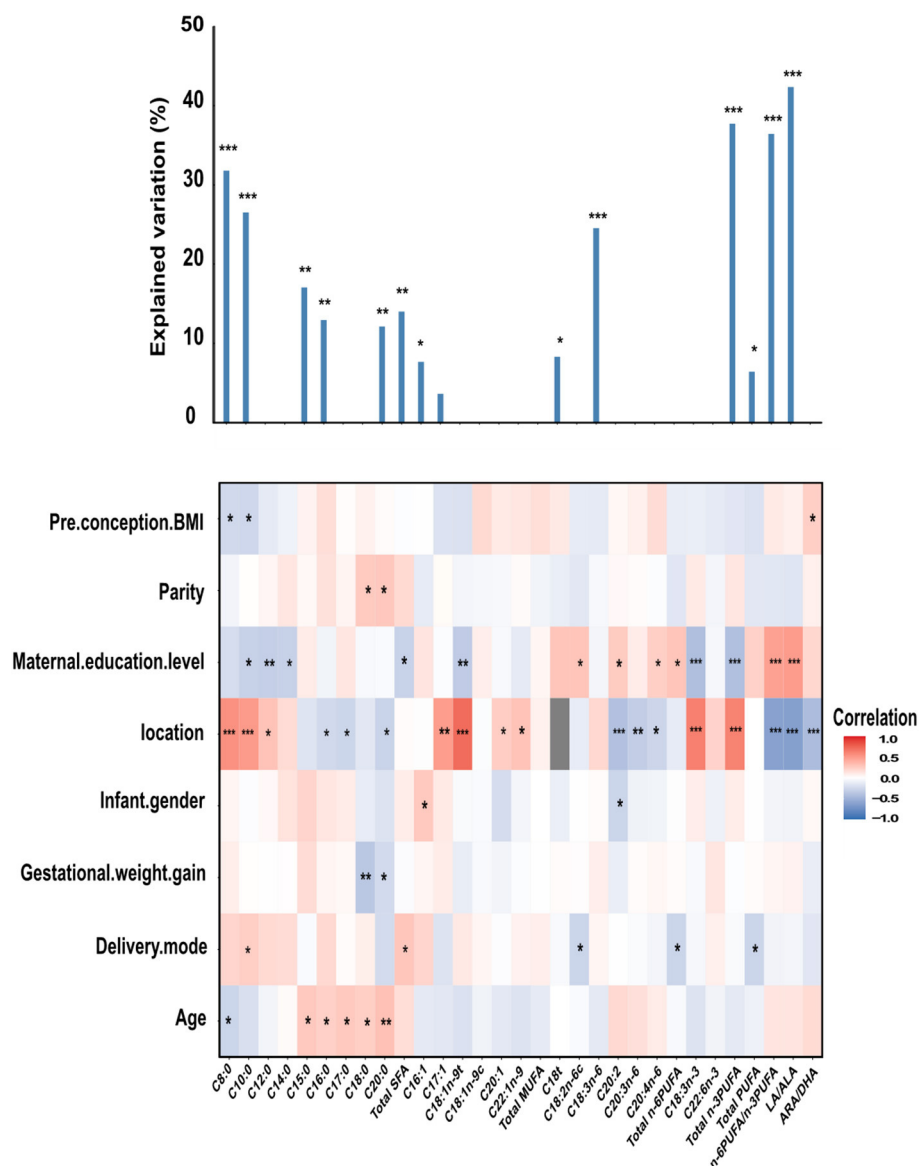 50
40
30
20
10
0
Explained variation (%)
***
***
**
**
**
**
*
*
***
***
*
***
***
Pre.conception.BMI * * *
Parity * *
Maternal.education.level * ** * * ** * * * * *** *** *** ***
location *** *** * * * * ** *** * * *** ** * *** *** *** *** ***
Infant.gender * *
Gestational.weight.gain ** *
Delivery.mode * * * * *
Age * * * * * **
Correlation
1.0
0.5
0.0
−0.5
−1.0
C8:0
C10:0
C12:0
C14:0
C15:0
C16:0
C17:0
C18:0
C20:0
Total SFA
C16:1
C17:1
C18:1n-9t
C18:1n-9c
C20:1
C22:1n-9
Total MUFA
C18t
C18:2n-6c
C18:3n-6
C20:2
C20:3n-6
C20:4n-6
Total n-6PUFA
C18:3n-3
C22:6n-3
Total n-3PUFA
Total PUFA
n-6PUFA/n-3PUFA
LA/ALA
ARA/DHA